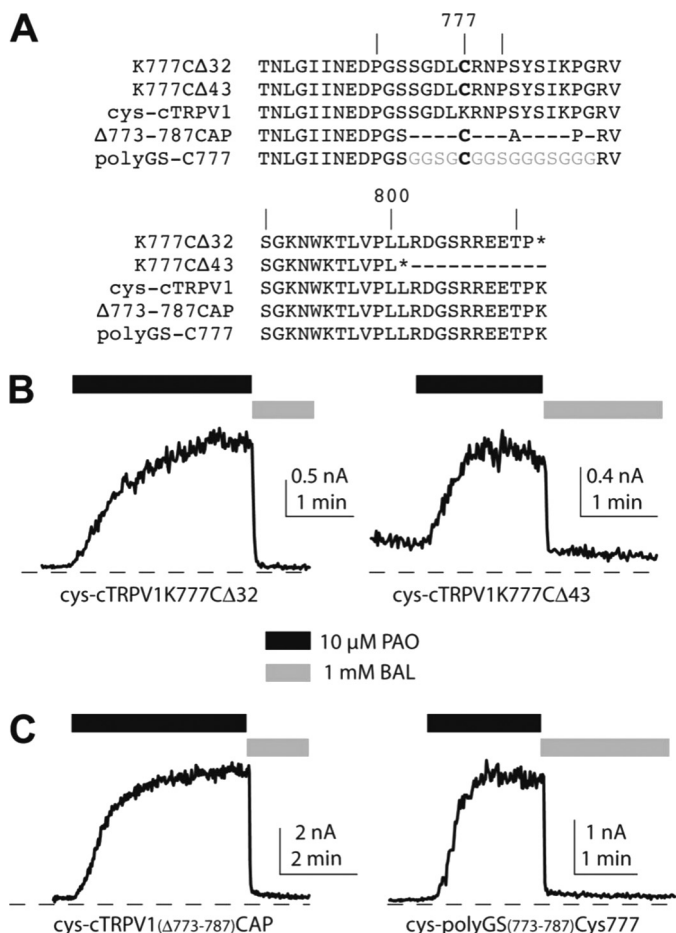 A
777
K777CΔ32 TNLGIINEDPGSSGDLCRNPSYSIKPGRV
K777CΔ43 TNLGIINEDPGSSGDLCRNPSYSIKPGRV
cys-cTRPV1 TNLGIINEDPGSSGDLKRNPSYSIKPGRV
Δ773-787CAP TNLGIINEDPGS----C---A----P-RV
polyGS-C777 TNLGIINEDPGSGGSGCGGSGGGSGGGRV
800
K777CΔ32 SGKNWKTLVPLLRDGSRREETP*
K777CΔ43 SGKNWKTLVPL*-----------
cys-cTRPV1 SGKNWKTLVPLLRDGSRREETPK
Δ773-787CAP SGKNWKTLVPLLRDGSRREETPK
polyGS-C777 SGKNWKTLVPLLRDGSRREETPK
B
0.5 nA
1 min
0.4 nA
1 min
cys-cTRPV1K777CΔ32
cys-cTRPV1K777CΔ43
10 µM PAO
1 mM BAL
C
2 nA
2 min
1 nA
1 min
cys-cTRPV1(Δ773-787)CAP
cys-polyGS(773-787)Cys777